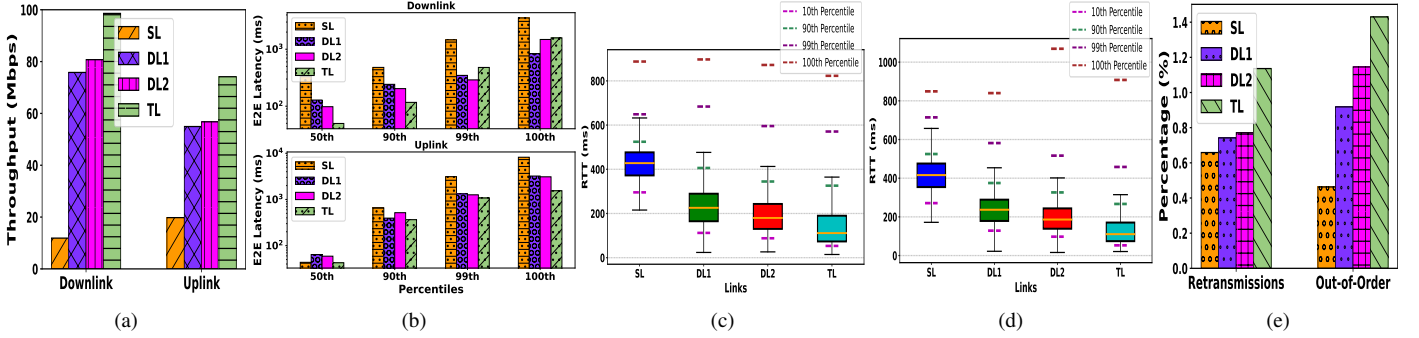 Throughput (Mbps)
100
80
60
40
20
0
SL
DL1
DL2
TL
Downlink
Uplink
(a)
Downlink
E2E Latency (ms)
10³
10²
SL
DL1
DL2
TL
50th
90th
99th
100th
Uplink
E2E Latency (ms)
10⁴
10³
10²
SL
DL1
DL2
TL
50th
90th
99th
100th
Percentiles
(b)
10th Percentile
90th Percentile
99th Percentile
100th Percentile
RTT (ms)
800
600
400
200
0
SL
DL1
DL2
TL
Links
(c)
10th Percentile
90th Percentile
99th Percentile
100th Percentile
RTT (ms)
1000
800
600
400
200
0
SL
DL1
DL2
TL
Links
(d)
Percentage (%)
1.4
1.2
1.0
0.8
0.6
0.4
0.2
0.0
SL
DL1
DL2
TL
Retransmissions
Out-of-Order
(e)